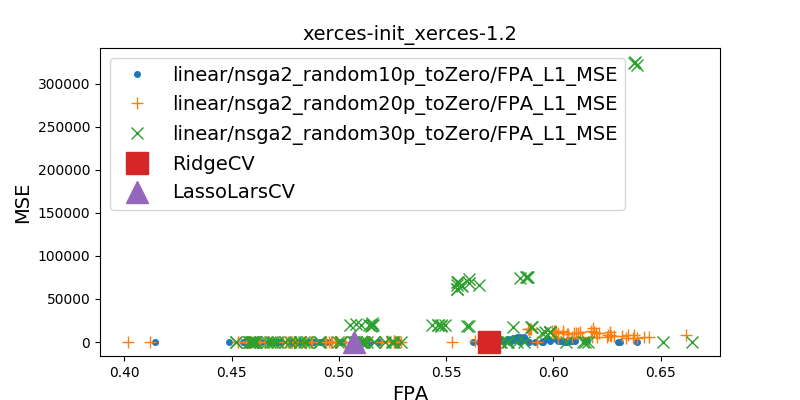 xerces-init_xerces-1.2
linear/nsga2_random10p_toZero/FPA_L1_MSE
linear/nsga2_random20p_toZero/FPA_L1_MSE
linear/nsga2_random30p_toZero/FPA_L1_MSE
RidgeCV
LassoLarsCV
MSE
300000
250000
200000
150000
100000
50000
0
0.40 0.45 0.50 0.55 0.60 0.65
FPA